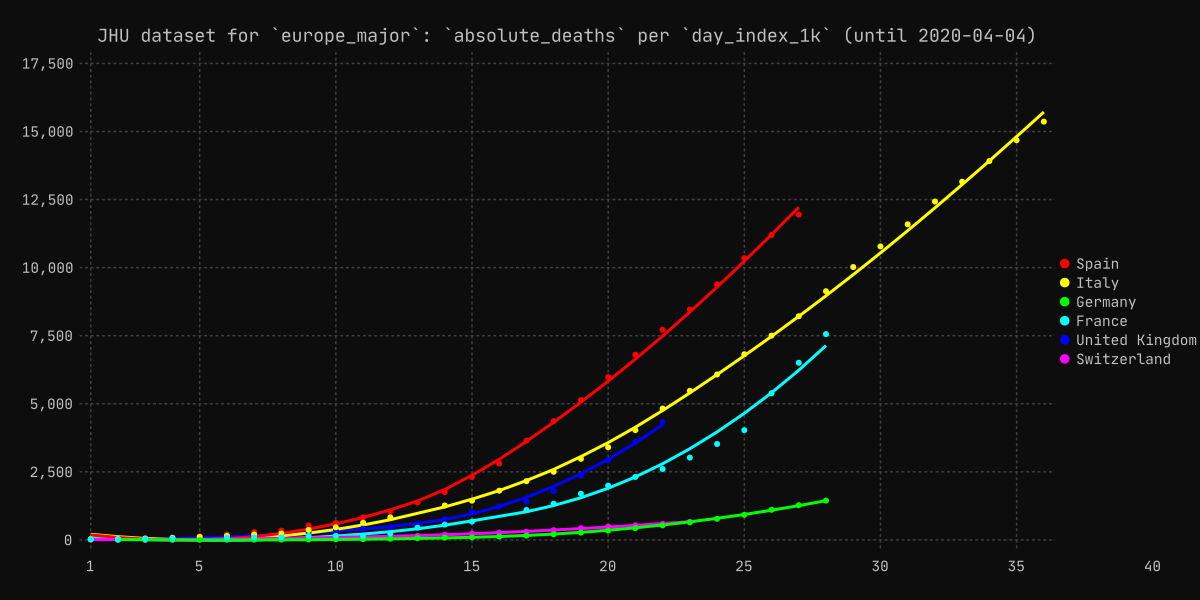 JHU dataset for `europe_major`: `absolute_deaths` per `day_index_1k` (until 2020-04-04)
17,500
15,000
12,500
10,000
7,500
5,000
2,500
0
1 5 10 15 20 25 30 35 40
Spain
Italy
Germany
France
United Kingdom
Switzerland